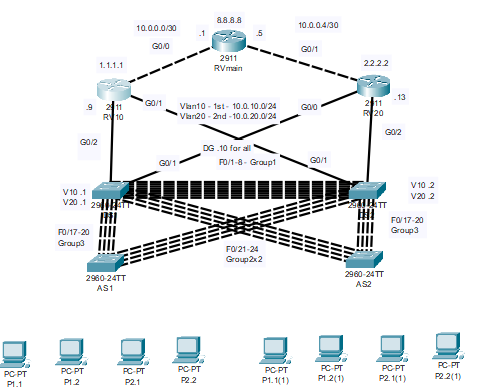 8.8.8.8
10.0.0.0/30
10.0.0.4/30
.1
.5
G0/0
G0/1
2911
RVmain
1.1.1.1
2.2.2.2
2911
RV10
2911
RV20
.9
.13
G0/1
G0/0
Vlan10 - 1st - 10.0.10.0/24
Vlan20 - 2nd -10.0.20.0/24
G0/2
G0/2
DG .10 for all
G0/1
F0/1-8 - Group1
G0/1
V10 .1
V20 .1
2960-24TT
2960-24TT
V10 .2
V20 .2
F0/17-20
Group3
F0/17-20
Group3
F0/21-24
Group2x2
2960-24TT
AS1
2960-24TT
AS2
PC-PT
P1.1
PC-PT
P1.2
PC-PT
P2.1
PC-PT
P2.2
PC-PT
P1.1(1)
PC-PT
P1.2(1)
PC-PT
P2.1(1)
PC-PT
P2.2(1)